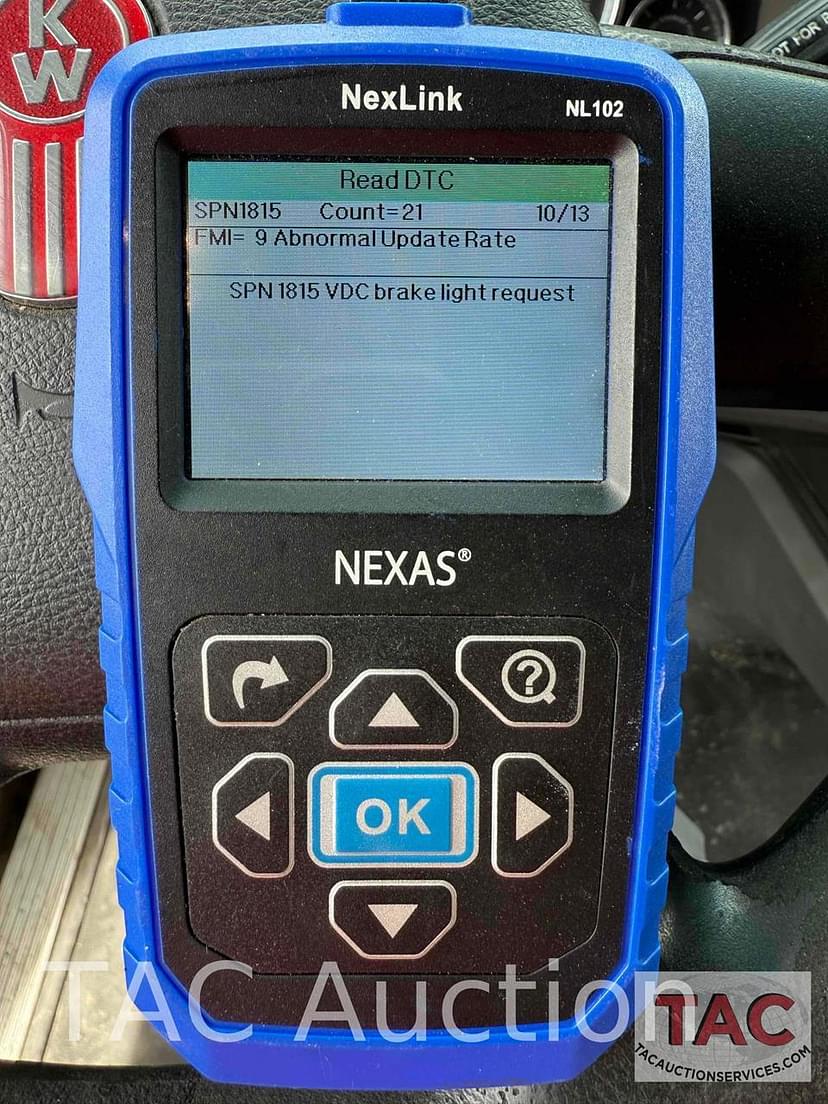 KW
NexLink
NL102
Read DTC
SPN1815 Count=21 10/13
FMI= 9 Abnormal Update Rate
SPN 1815 VDC brake light request
NEXAS®
?
OK
TAC Auction
TAC
TACAUCTIONSERVICES.COM